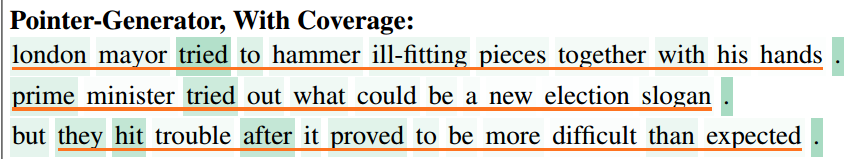 Pointer-Generator, With Coverage:
london mayor tried to hammer ill-fitting pieces together with his hands .
prime minister tried out what could be a new election slogan .
but they hit trouble after it proved to be more difficult than expected .